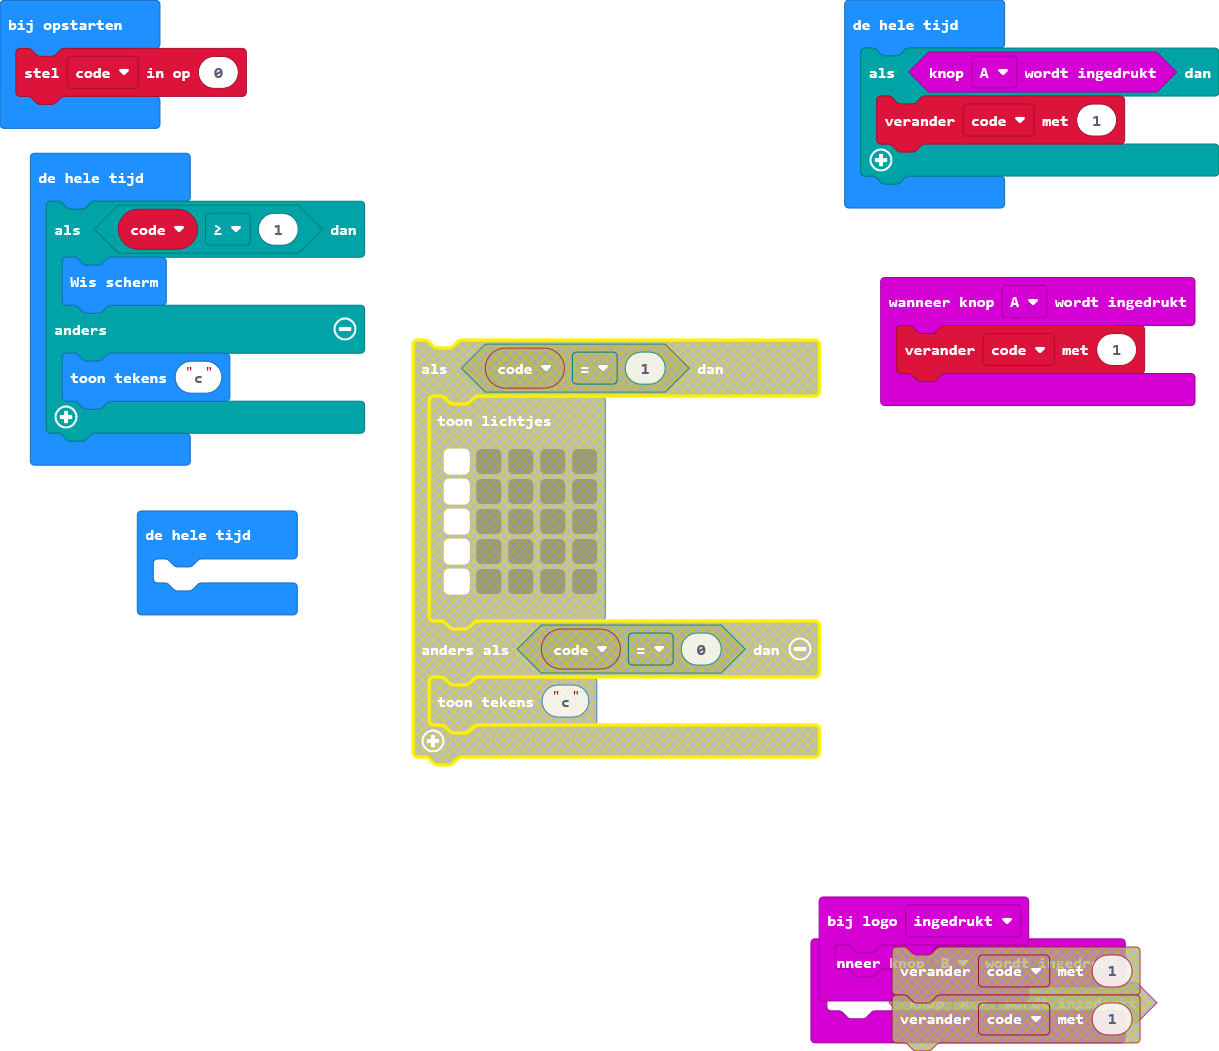 bij opstarten
stel code in op 0
de hele tijd
als code ≥ 1 dan
Wis scherm
anders
toon tekens "c"
de hele tijd
als code = 1 dan
toon lichtjes
anders als code = 0 dan
toon tekens "c"
de hele tijd
als knop A wordt ingedrukt dan
verander code met 1
wanneer knop A wordt ingedrukt
verander code met 1
bij logo ingedrukt
nneer knop B wordt ingedr
verander code met 1
verander code met 1